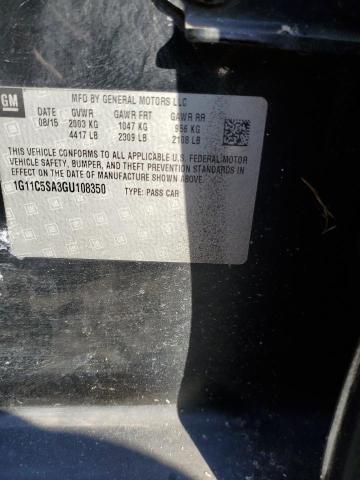 GM
MFD BY GENERAL MOTORS LLC
DATE GVWR GAWR FRT GAWR RR
08/15 2003 KG 1047 KG 956 KG
4417 LB 2309 LB 2108 LB
THIS VEHICLE CONFORMS TO ALL APPLICABLE U.S. FEDERAL MOTOR
VEHICLE SAFETY, BUMPER, AND THEFT PREVENTION STANDARDS
IN EFFECT ON THE DATE OF MANUFACTURE SHOWN ABOVE.
1G11C5SA3GU108350 TYPE: PASS CAR